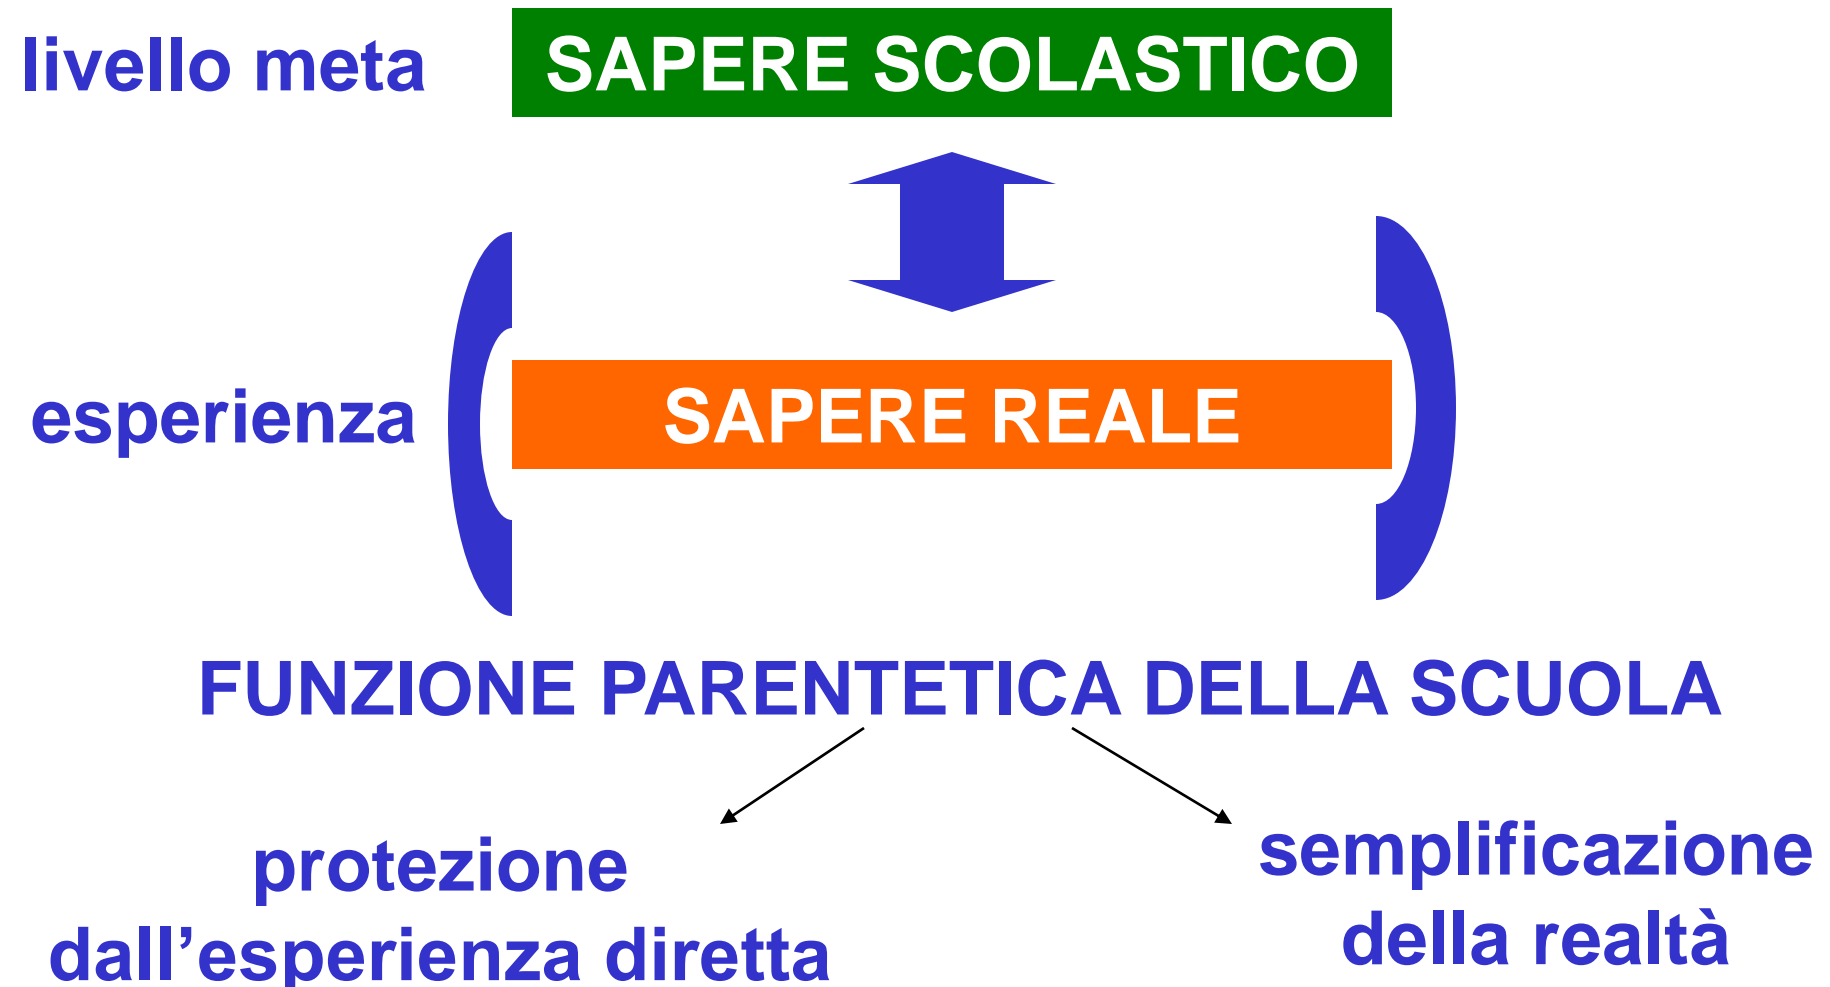 livello meta
SAPERE SCOLASTICO
esperienza
SAPERE REALE
FUNZIONE PARENTETICA DELLA SCUOLA
protezione
dall’esperienza diretta
semplificazione
della realtà